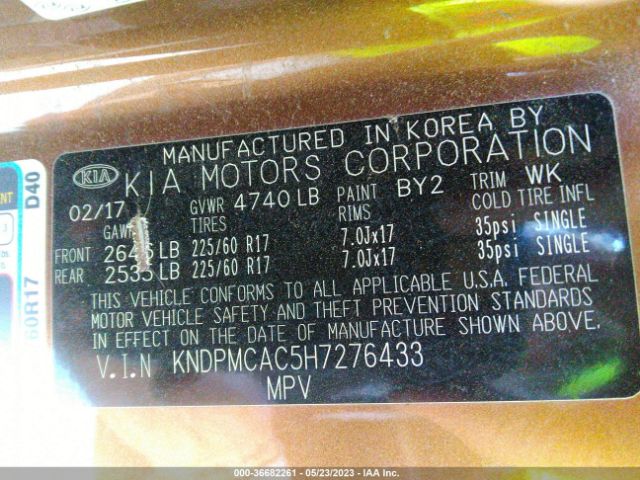 MANUFACTURED IN KOREA BY
KIA KIA MOTORS CORPORATION
02/17 GVWR 4740 LB PAINT BY2 TRIM WK
GAWR TIRES RIMS COLD TIRE INFL
FRONT LB 225/60 R17 7.0Jx17 35psi SINGLE
REAR 2535 LB 225/60 R17 7.0Jx17 35psi SINGLE
THIS VEHICLE CONFORMS TO ALL APPLICABLE U.S.A. FEDERAL
MOTOR VEHICLE SAFETY AND THEFT PREVENTION STANDARDS
IN EFFECT ON THE DATE OF MANUFACTURE SHOWN ABOVE.
V.I.N KNDPMCAC5H7276433
MPV
D40
60R17
000-36682261 - 05/23/2023 - IAA Inc.